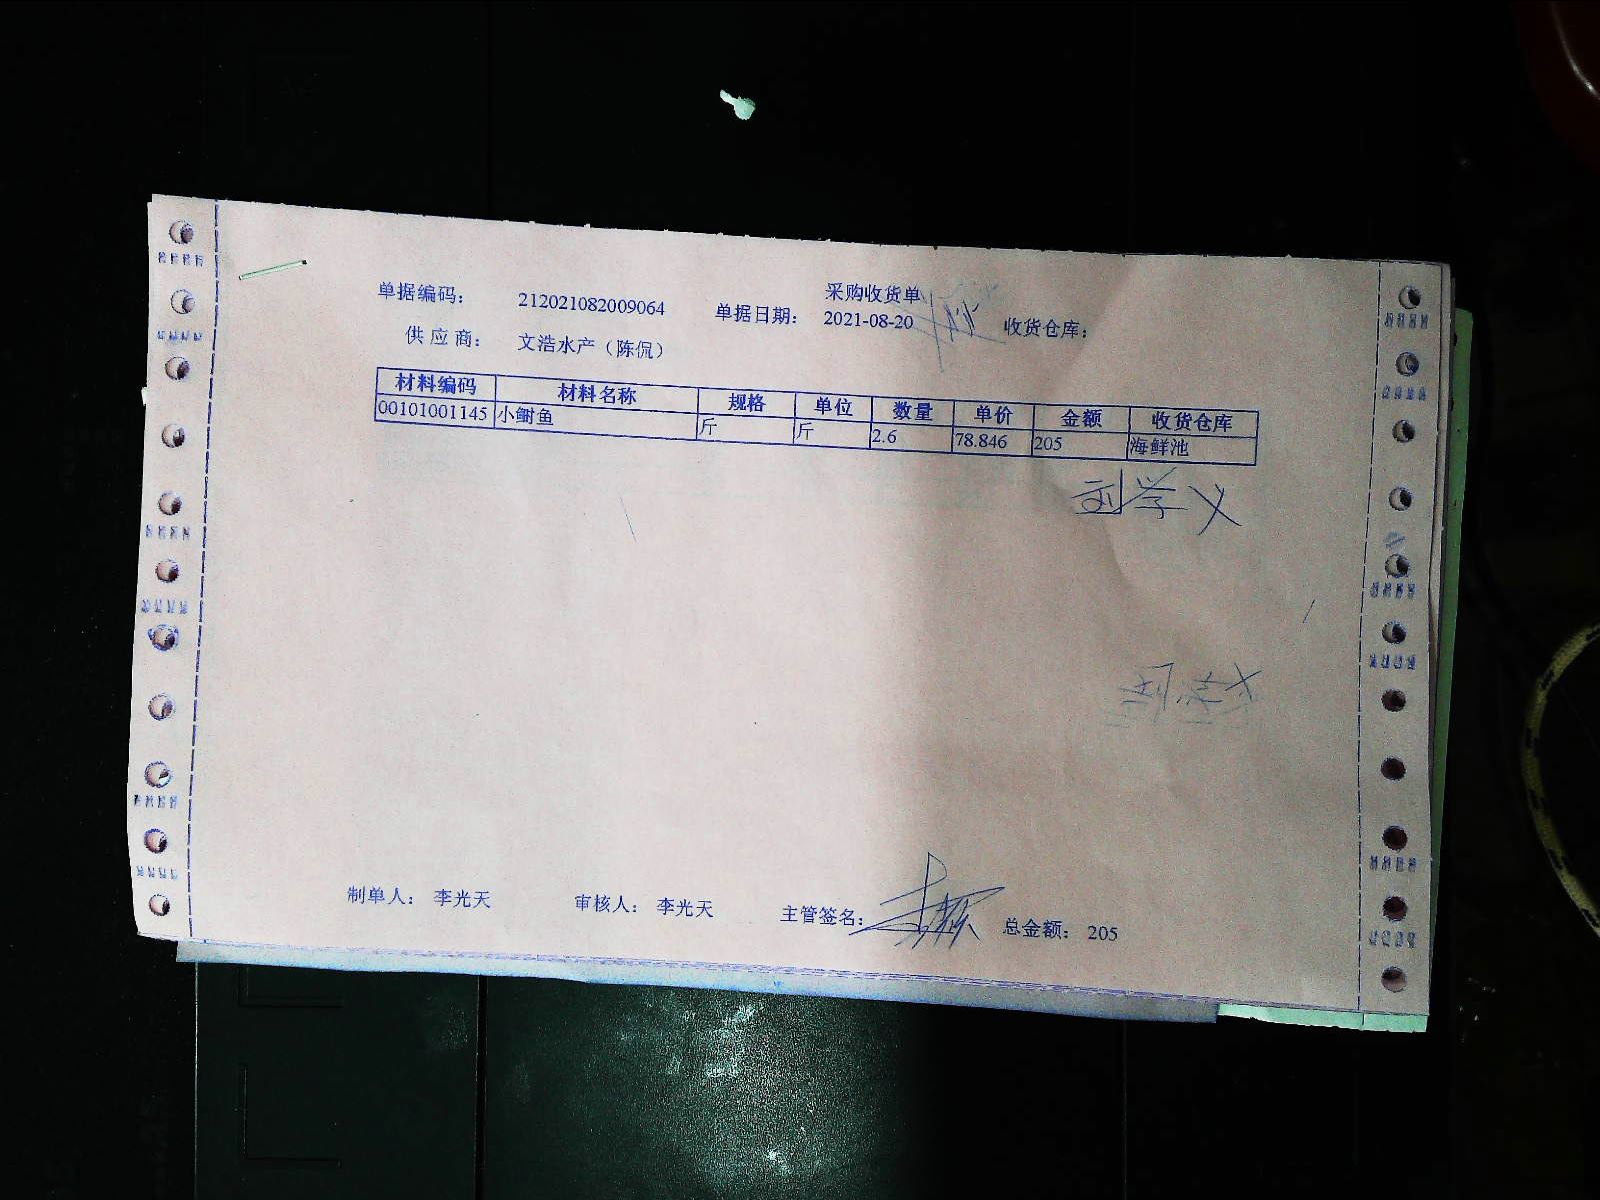 采购收货单
单据编码： 212021082009064 单据日期： 2021-08-20 收货仓库：
供应商： 文浩水产（陈侃）
材料编码 材料名称 规格 单位 数量 单价 金额 收货仓库
00101001145 小鲥鱼 斤 斤 2.6 78.846 205 海鲜池
刘学义
制单人： 李光天 审核人： 李光天 主管签名： 总金额： 205